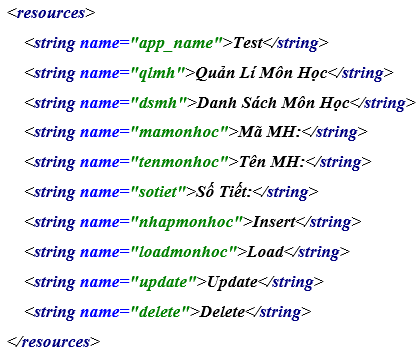 <resources>
<string name="app_name">Test</string>
<string name="qlmh">Quản Lí Môn Học</string>
<string name="dsmh">Danh Sách Môn Học</string>
<string name="mamonhoc">Mã MH:</string>
<string name="tenmonhoc">Tên MH:</string>
<string name="sotiet">Số Tiết:</string>
<string name="nhapmonhoc">Insert</string>
<string name="loadmonhoc">Load</string>
<string name="update">Update</string>
<string name="delete">Delete</string>
</resources>